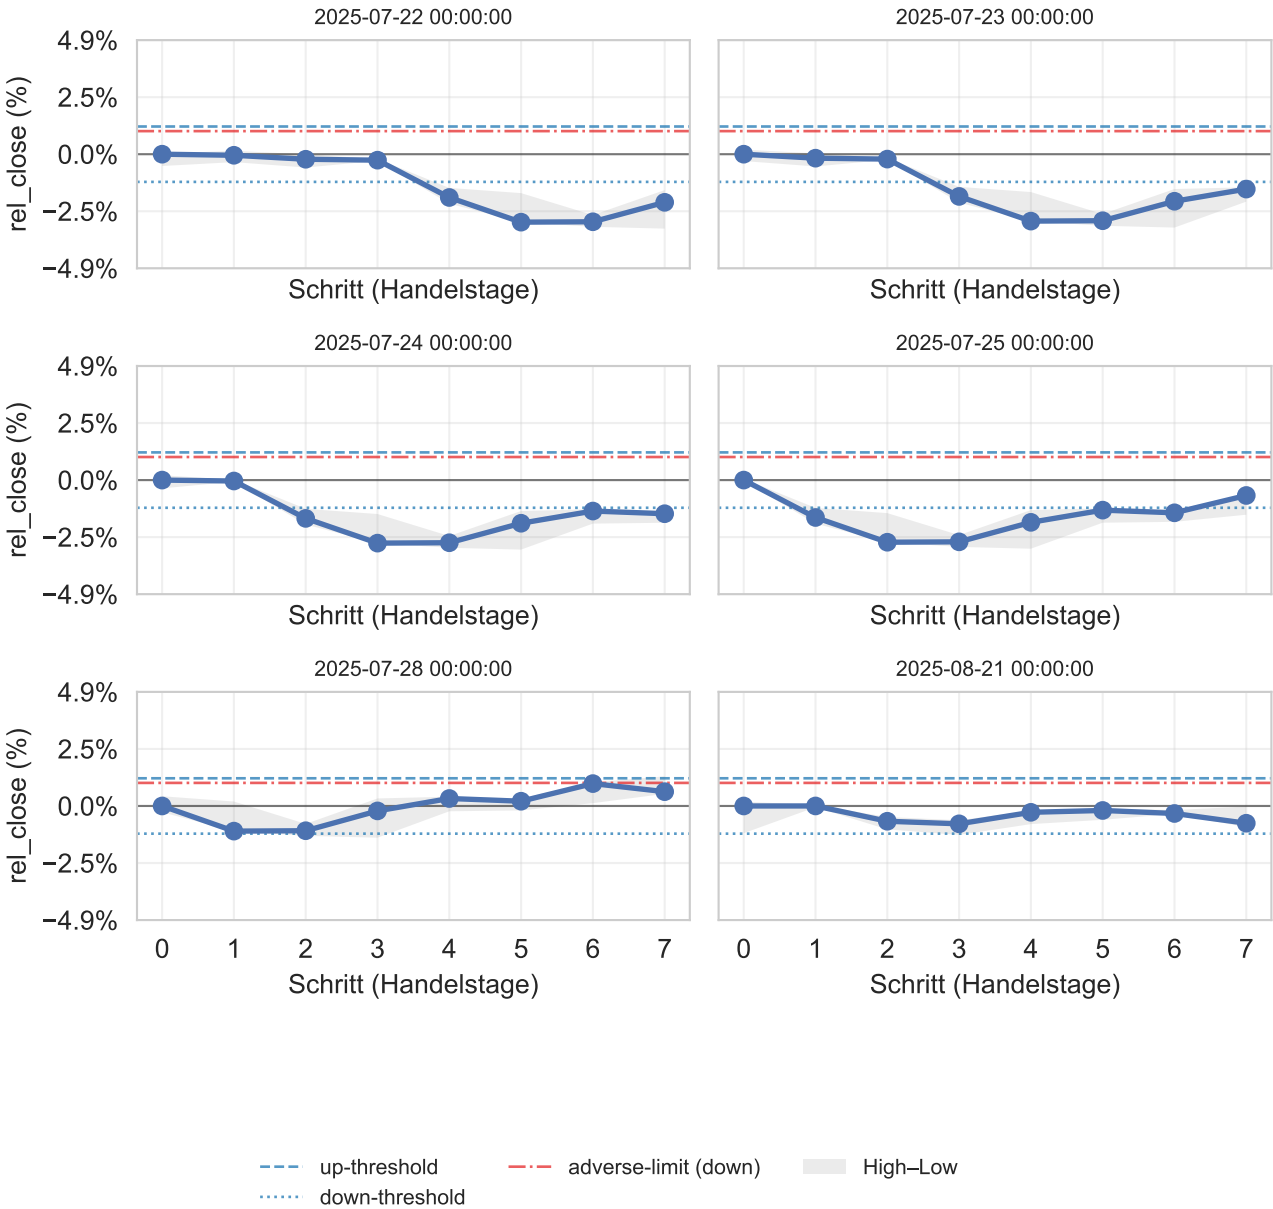 2025-07-22 00:00:00
2025-07-23 00:00:00
rel_close (%)
4.9%
2.5%
0.0%
−2.5%
−4.9%
Schritt (Handelstage)
Schritt (Handelstage)
2025-07-24 00:00:00
2025-07-25 00:00:00
rel_close (%)
4.9%
2.5%
0.0%
−2.5%
−4.9%
Schritt (Handelstage)
Schritt (Handelstage)
2025-07-28 00:00:00
2025-08-21 00:00:00
rel_close (%)
4.9%
2.5%
0.0%
−2.5%
−4.9%
0 1 2 3 4 5 6 7
0 1 2 3 4 5 6 7
Schritt (Handelstage)
Schritt (Handelstage)
up-threshold
down-threshold
adverse-limit (down)
High–Low